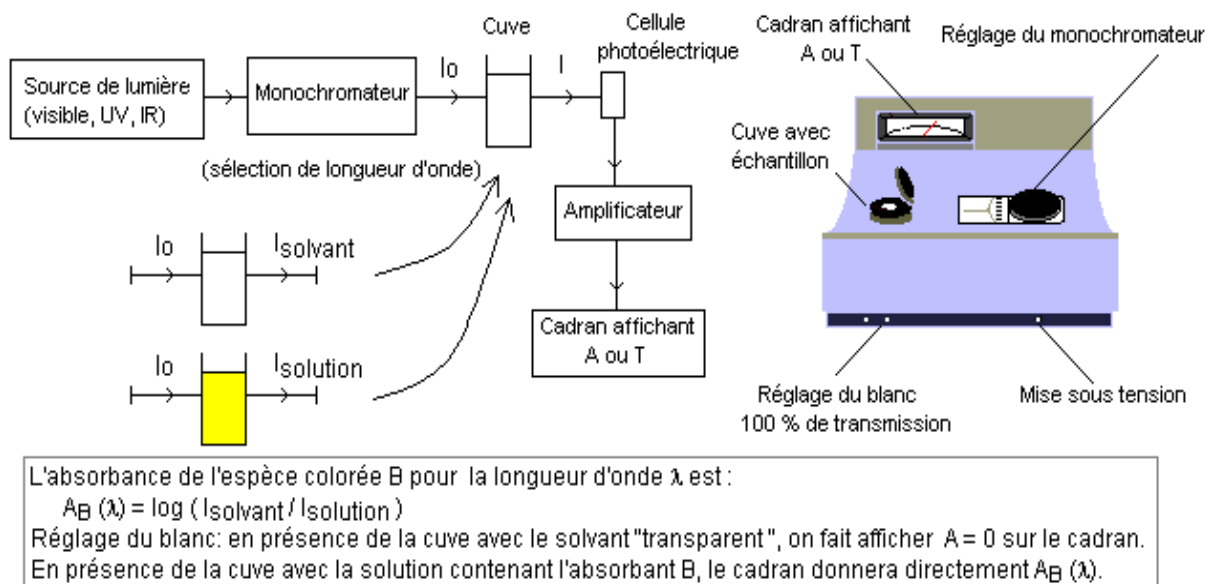 Source de lumière
(visible, UV, IR)
Monochromateur
(sélection de longueur d'onde)
Io
Cuve
I
Cellule
photoélectrique
Amplificateur
Cadran affichant
A ou T
Io
Isolvant
Io
Isolution
Cadran affichant
A ou T
Réglage du monochromateur
Cuve avec
échantillon
Réglage du blanc
100 % de transmission
Mise sous tension
L'absorbance de l'espèce colorée B pour la longueur d'onde λ est :
AB (λ) = log ( Isolvant / Isolution )
Réglage du blanc: en présence de la cuve avec le solvant "transparent ", on fait afficher A = 0 sur le cadran.
En présence de la cuve avec la solution contenant l'absorbant B, le cadran donnera directement AB (λ).